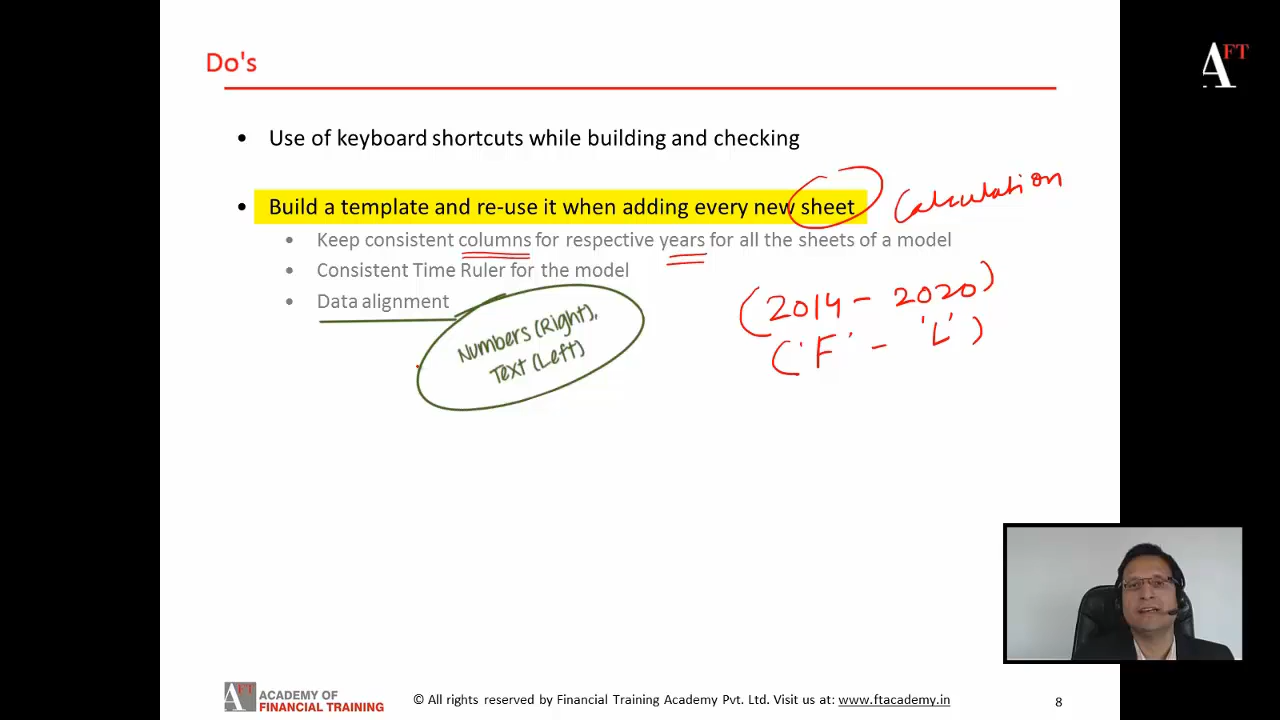 Do's
AFT
• Use of keyboard shortcuts while building and checking
• Build a template and re-use it when adding every new sheet
Calculation
• Keep consistent columns for respective years for all the sheets of a model
• Consistent Time Ruler for the model
• Data alignment
Numbers (Right),
Text (Left)
(2014 - 2020)
('F' - 'L')
AFT ACADEMY OF
FINANCIAL TRAINING
© All rights reserved by Financial Training Academy Pvt. Ltd. Visit us at: www.ftacademy.in
8